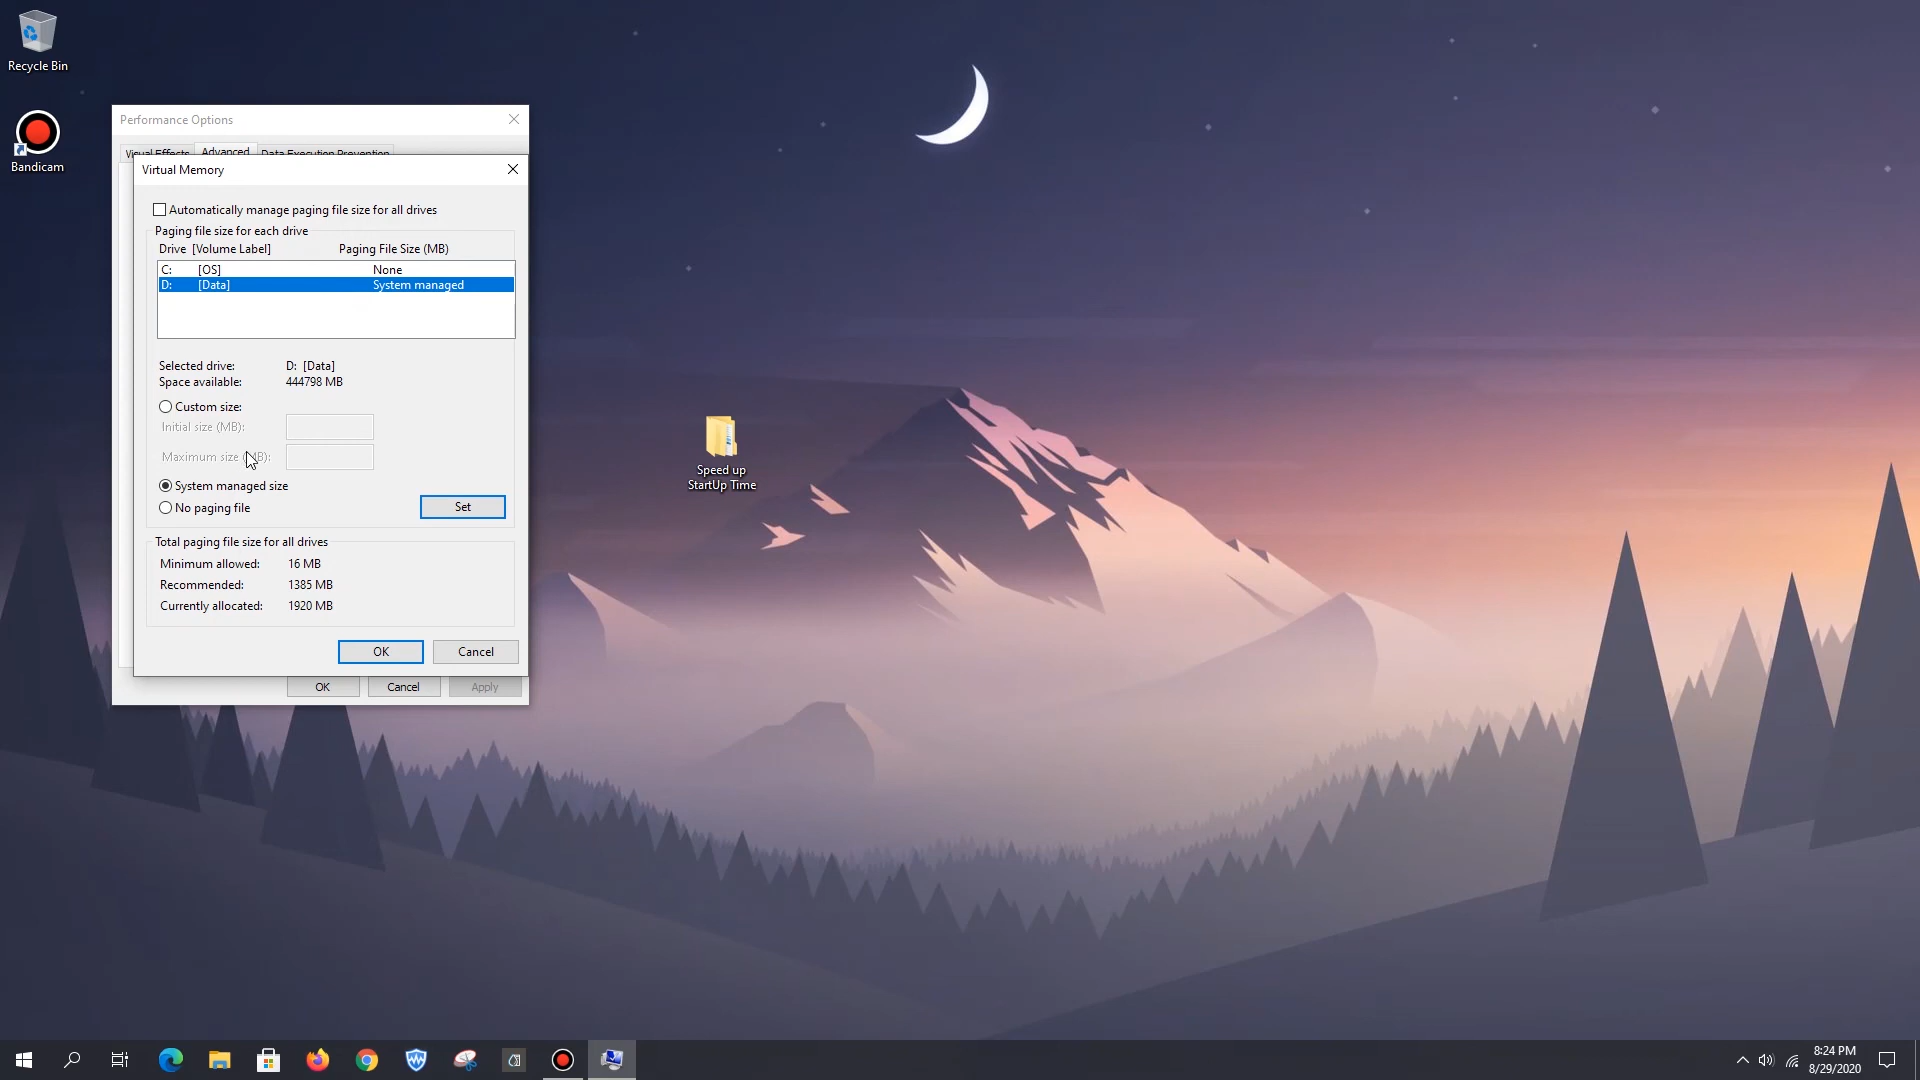 Recycle Bin
Bandicam
Performance Options
Visual Effects Advanced Data Execution Prevention
Virtual Memory
Automatically manage paging file size for all drives
Paging file size for each drive
Drive [Volume Label] Paging File Size (MB)
C: [OS] None
D: [Data] System managed
Selected drive: D: [Data]
Space available: 444798 MB
Custom size:
Initial size (MB):
Maximum size (MB):
System managed size
No paging file
Set
Total paging file size for all drives
Minimum allowed: 16 MB
Recommended: 1385 MB
Currently allocated: 1920 MB
OK Cancel
OK Cancel Apply
Speed up
StartUp Time
8:24 PM
8/29/2020